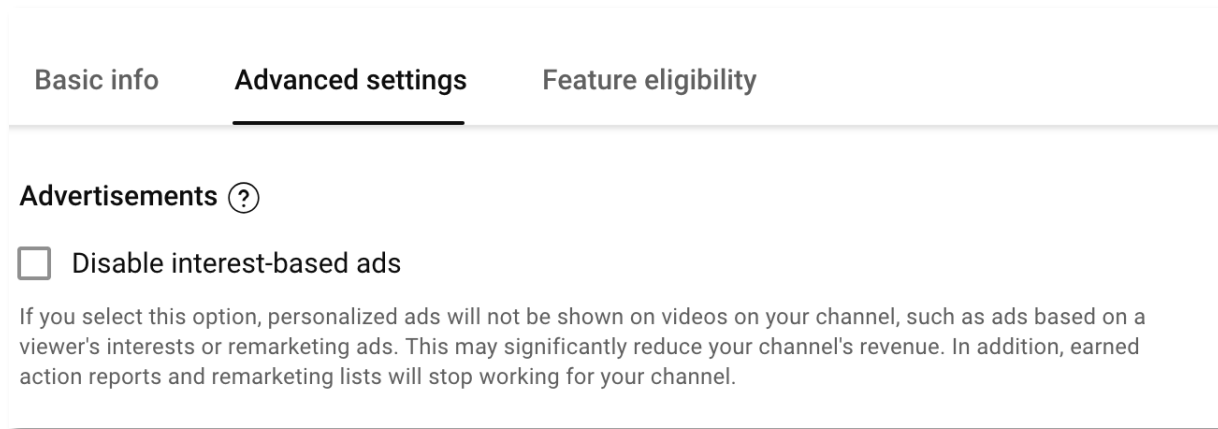 Basic info Advanced settings Feature eligibility
Advertisements ?
Disable interest-based ads
If you select this option, personalized ads will not be shown on videos on your channel, such as ads based on a
viewer's interests or remarketing ads. This may significantly reduce your channel's revenue. In addition, earned
action reports and remarketing lists will stop working for your channel.